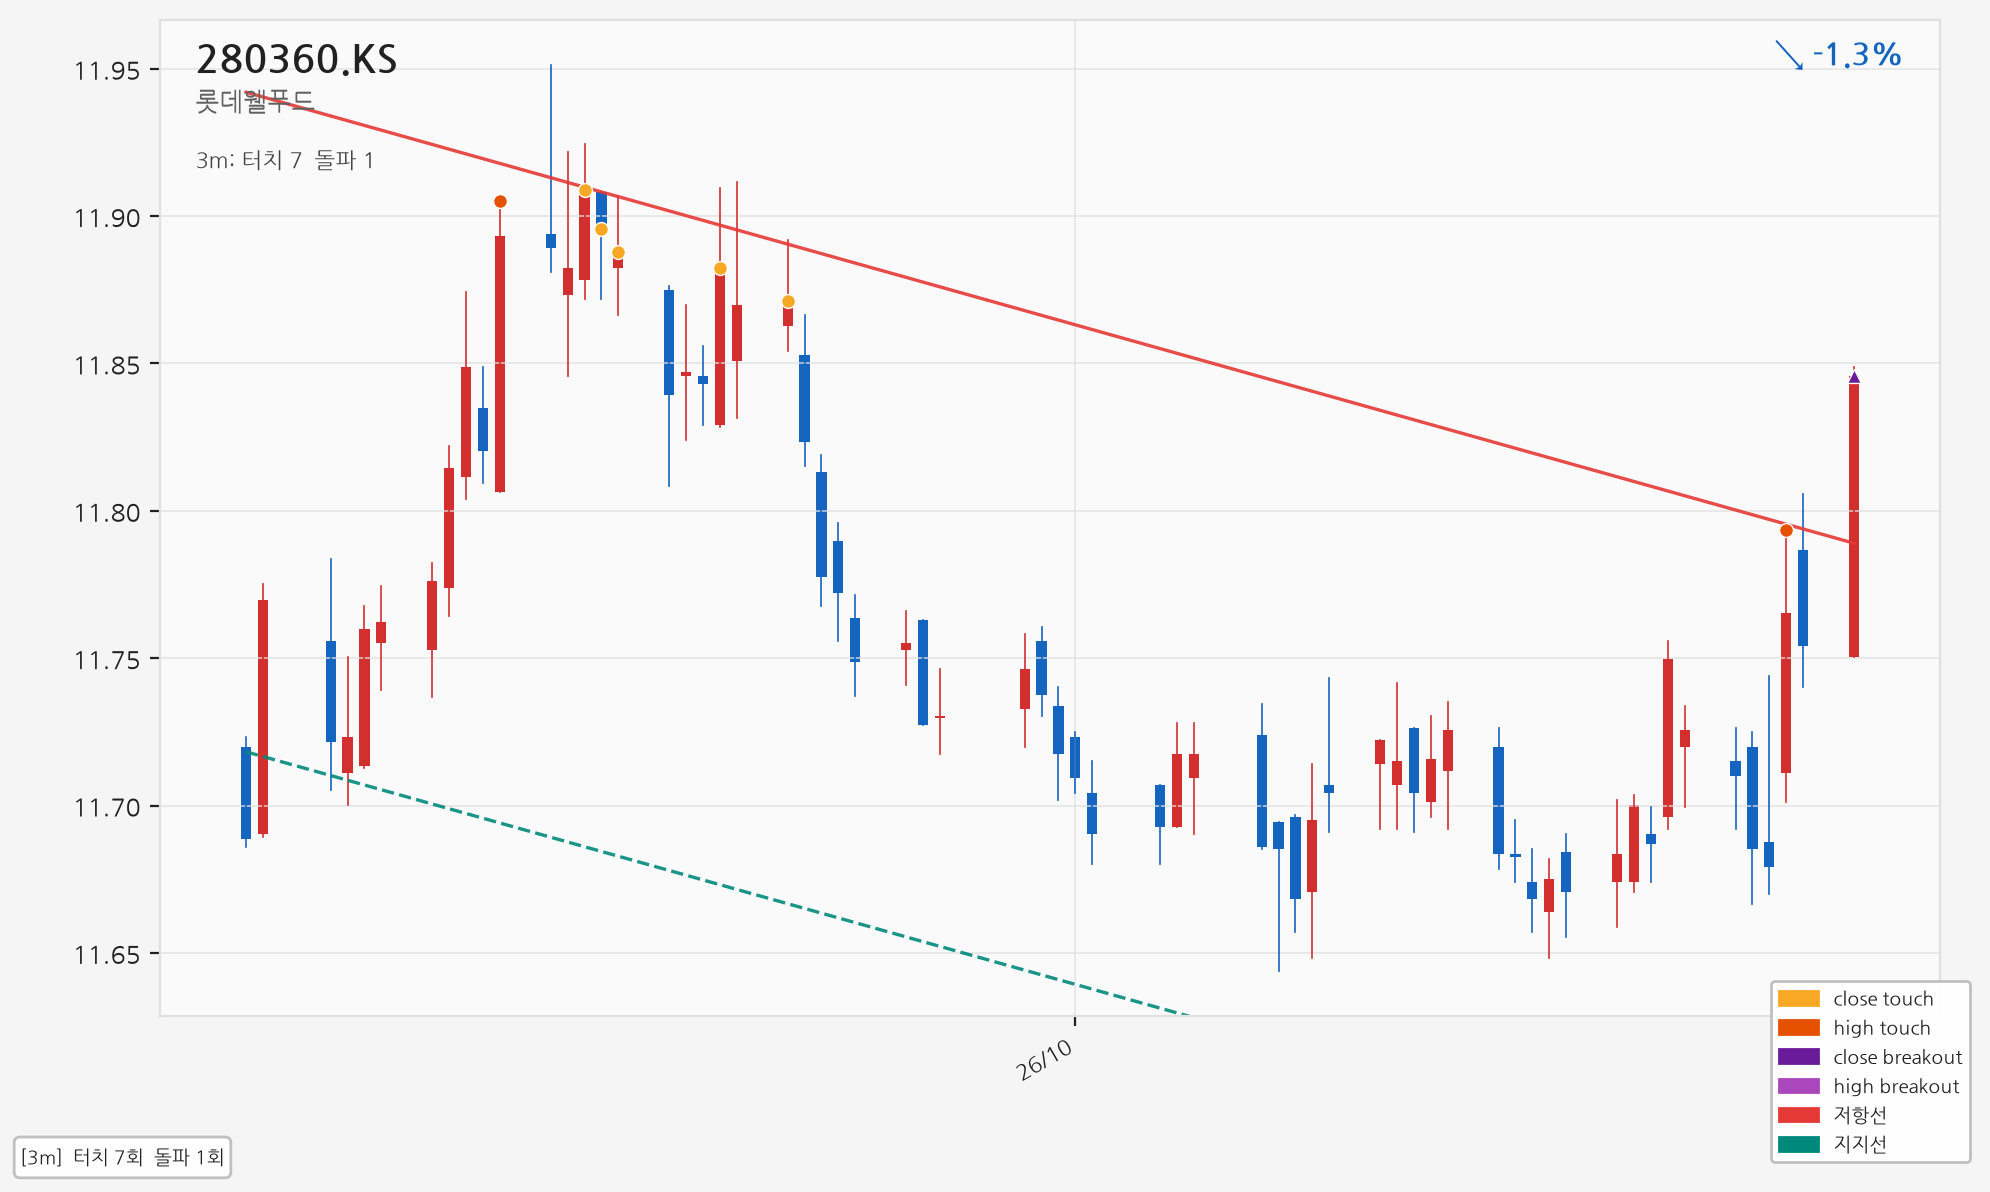 280360.KS
롯데웰푸드
3m: 터치 7 돌파 1
-1.3%
11.95
11.90
11.85
11.80
11.75
11.70
11.65
26/10
close touch
high touch
close breakout
high breakout
저항선
지지선
[3m] 터치 7회 돌파 1회